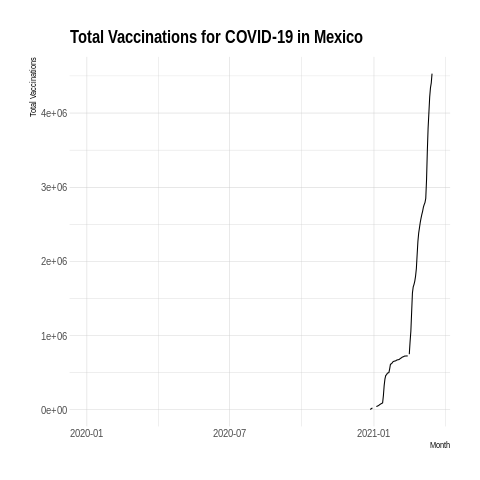 Total Vaccinations for COVID-19 in Mexico
Total Vaccinations
4e+06
3e+06
2e+06
1e+06
0e+00
2020-01 2020-07 2021-01
Month